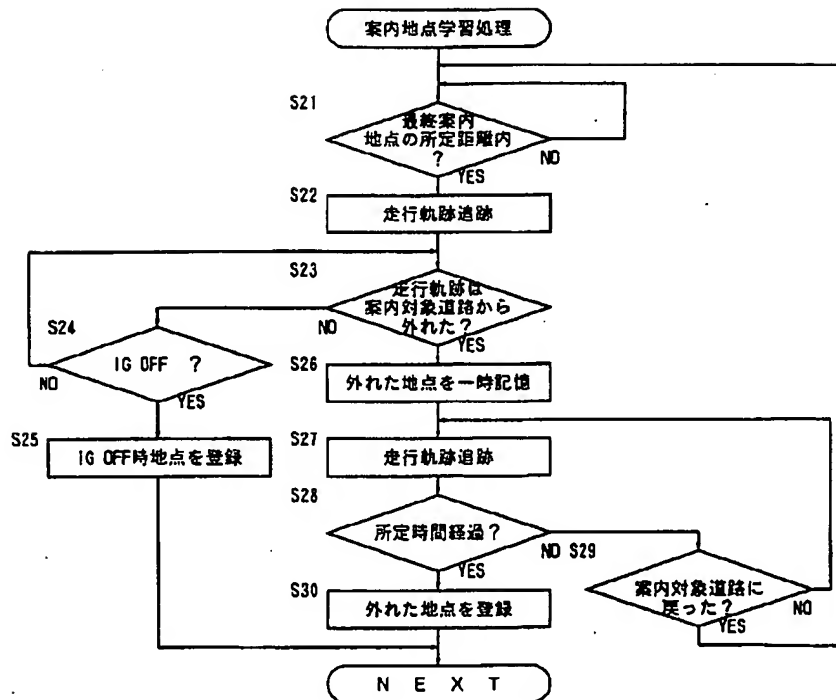 案内地点学習処理
S21
最終案内
地点の所定距離内
?
NO
YES
S22
走行軌跡追跡
S23
走行軌跡は
案内対象道路から
外れた?
NO
YES
S24
IG OFF ?
NO
YES
S25
IG OFF時地点を登録
S26
外れた地点を一時記憶
S27
走行軌跡追跡
S28
所定時間経過?
NO
YES
S29
案内対象道路に
戻った?
NO
YES
S30
外れた地点を登録
N E X T